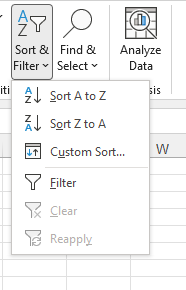 Sort & Find & Analyze
Filter Select Data
Sort A to Z
Sort Z to A
Custom Sort...
W
Filter
Clear
Reapply